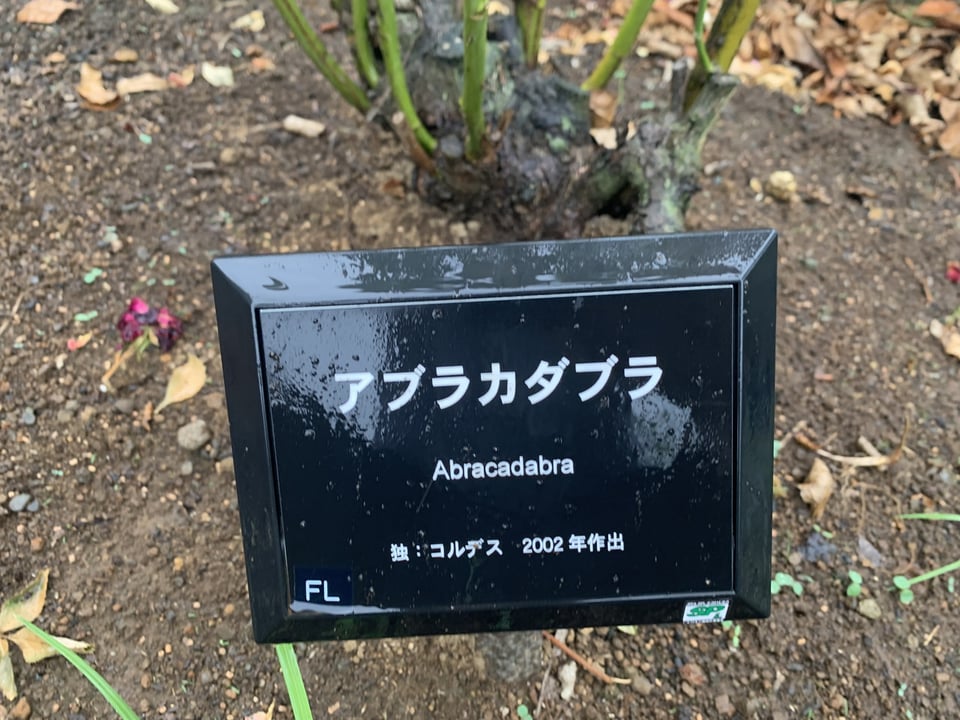 アブラカダブラ
Abracadabra
独：コルデス 2002 年作出
FL